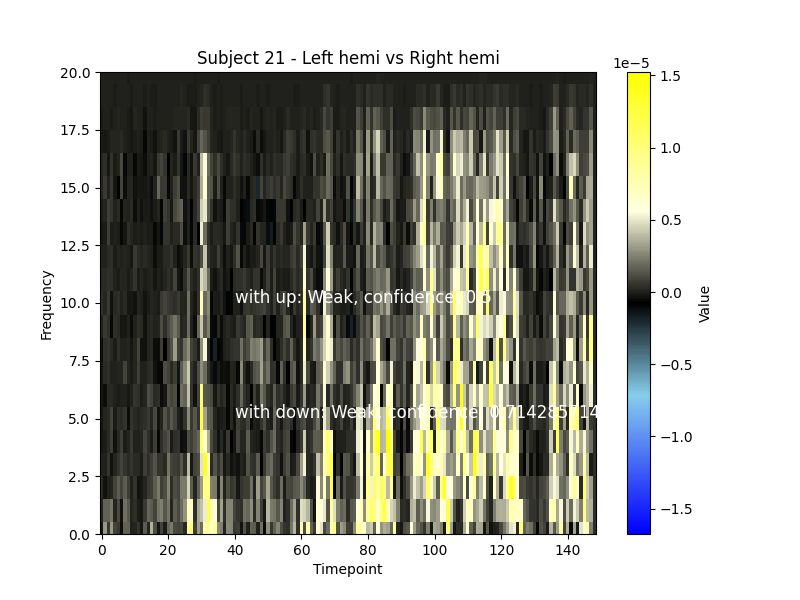 Subject 21 - Left hemi vs Right hemi
1e−5
20.0
17.5
15.0
12.5
10.0
7.5
5.0
2.5
0.0
Frequency
with up: Weak, confidence: 0.5
with down: Weak, confidence: 0.714285714
0 20 40 60 80 100 120 140
Timepoint
1.5
1.0
0.5
0.0
−0.5
−1.0
−1.5
Value